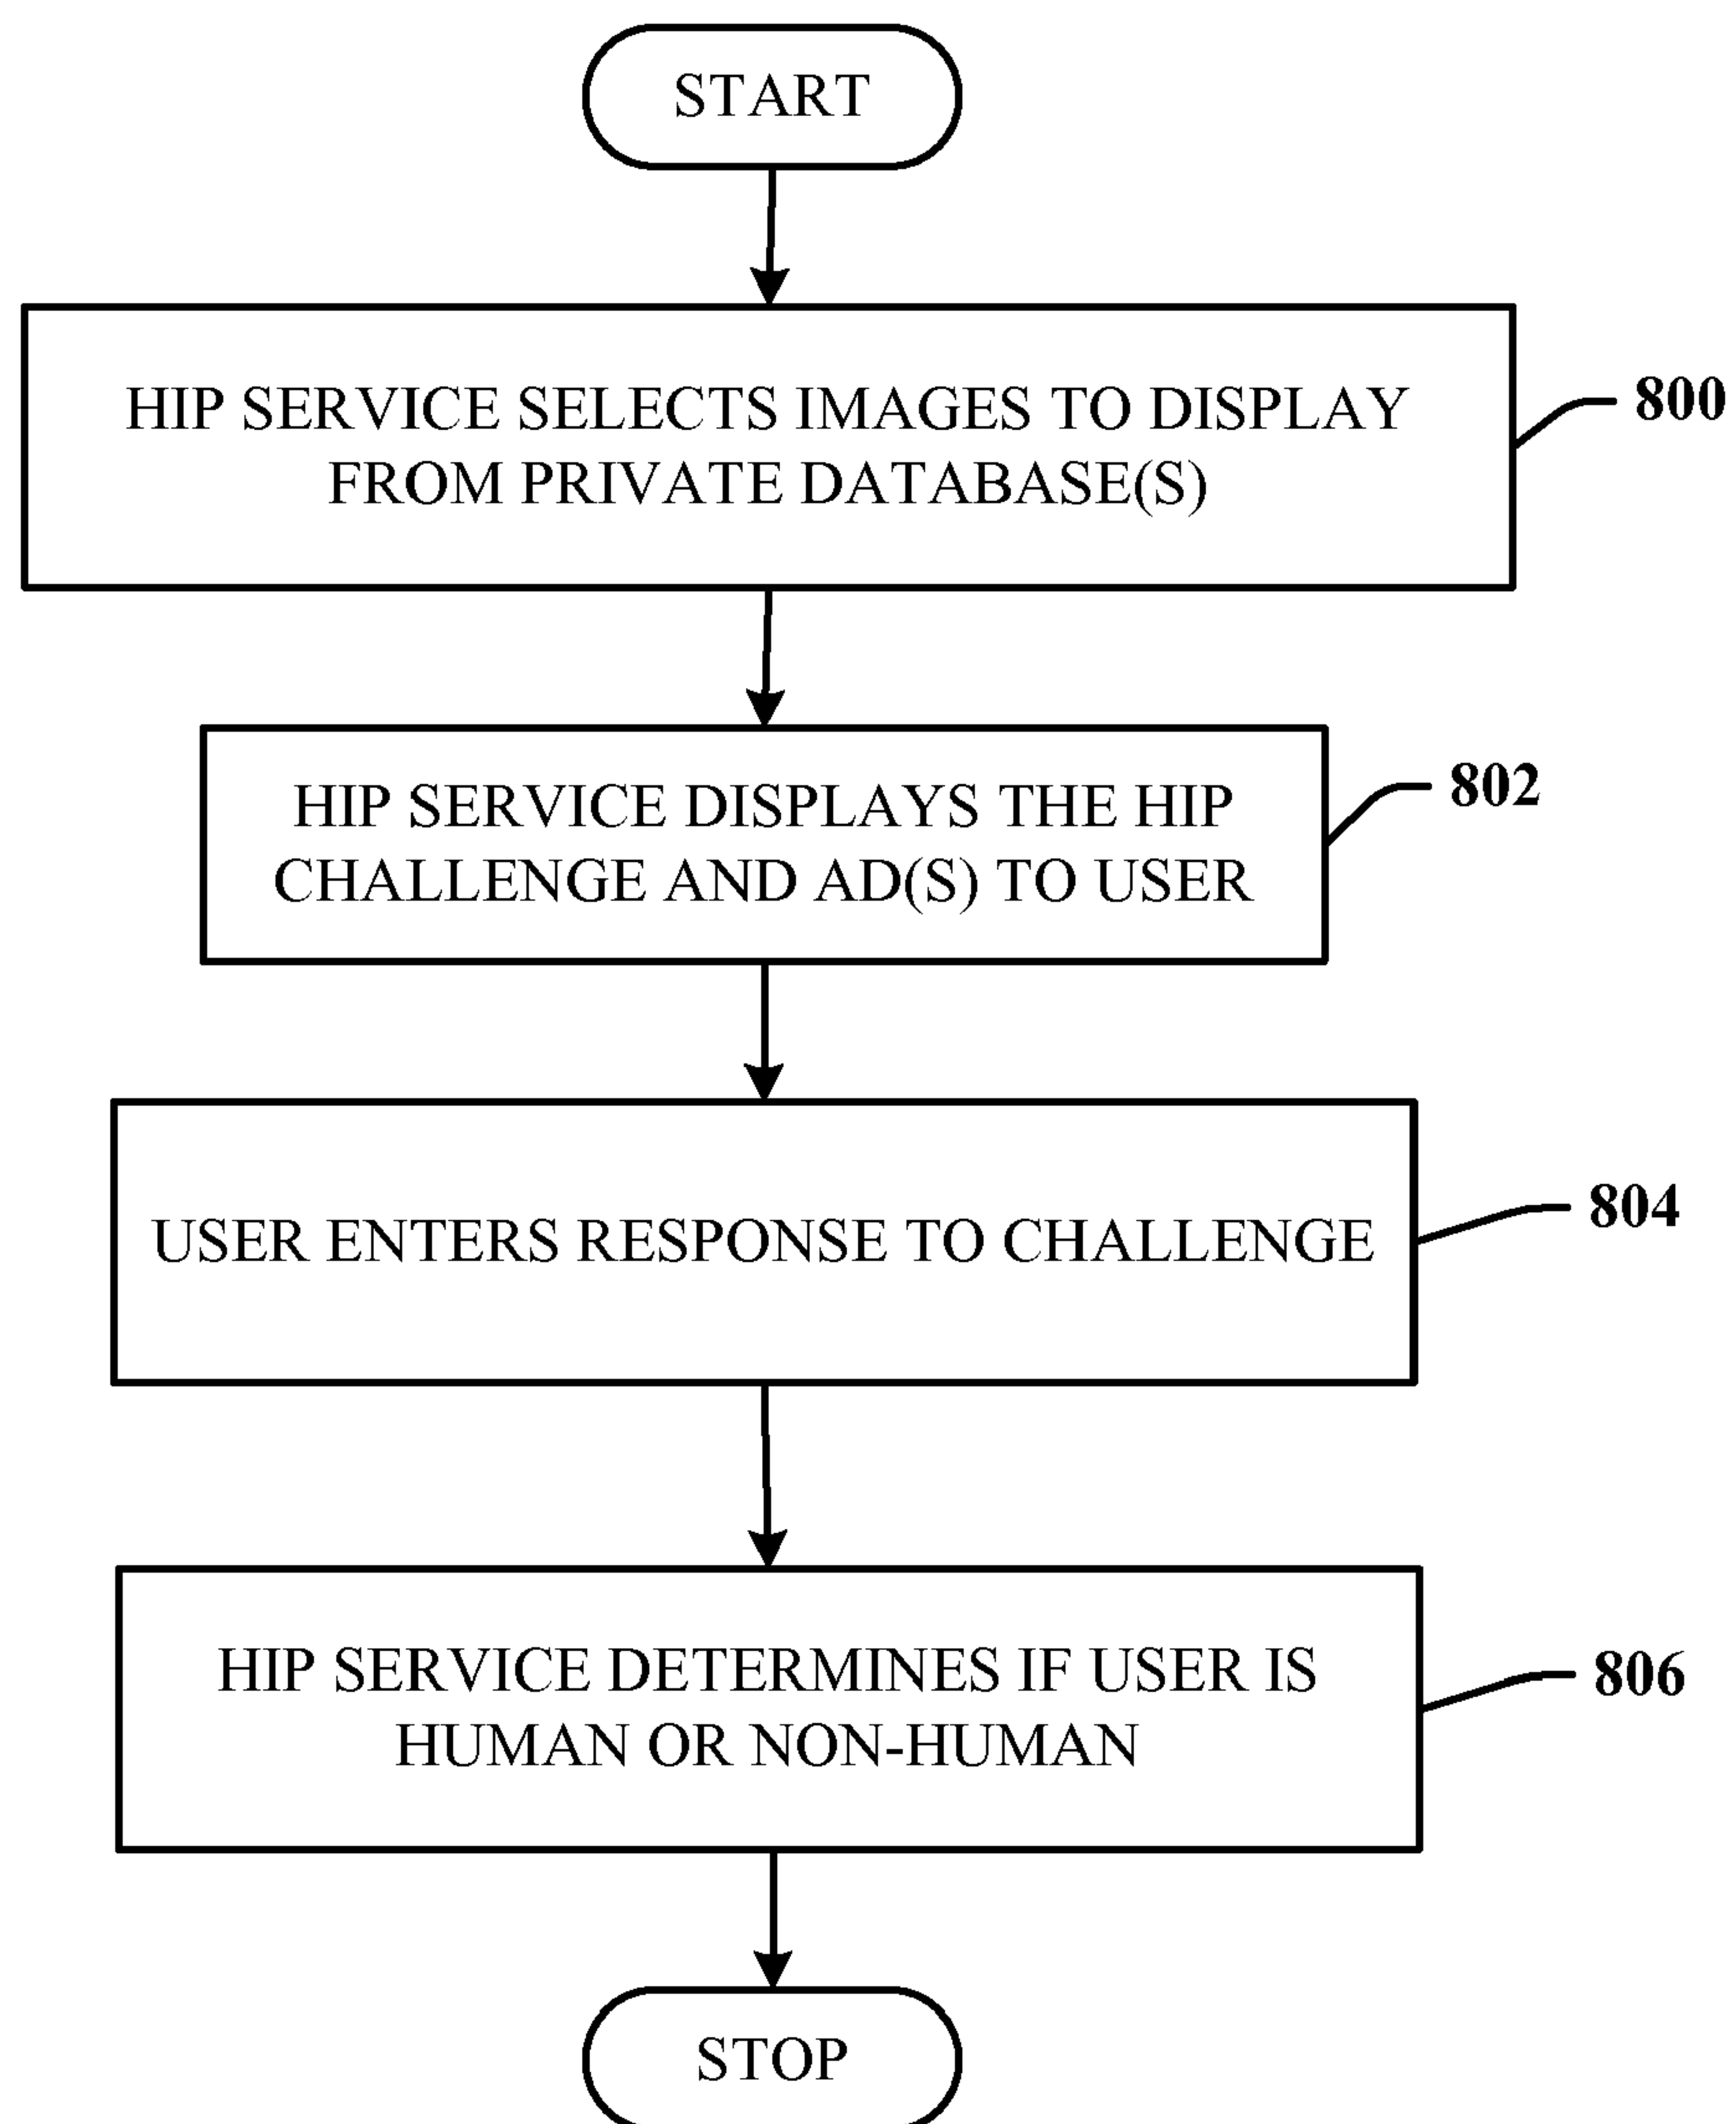 START
HIP SERVICE SELECTS IMAGES TO DISPLAY
FROM PRIVATE DATABASE(S)
800
HIP SERVICE DISPLAYS THE HIP
CHALLENGE AND AD(S) TO USER
802
USER ENTERS RESPONSE TO CHALLENGE
804
HIP SERVICE DETERMINES IF USER IS
HUMAN OR NON-HUMAN
806
STOP